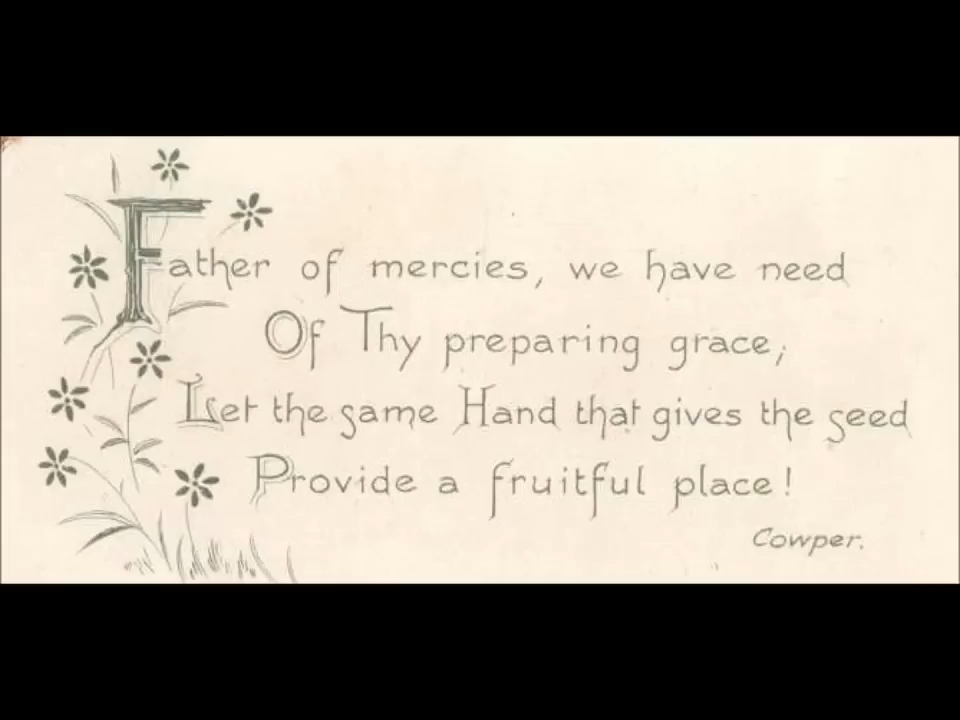 Father of mercies, we have need
Of Thy preparing grace;
Let the same Hand that gives the seed
Provide a fruitful place!
Cowper.